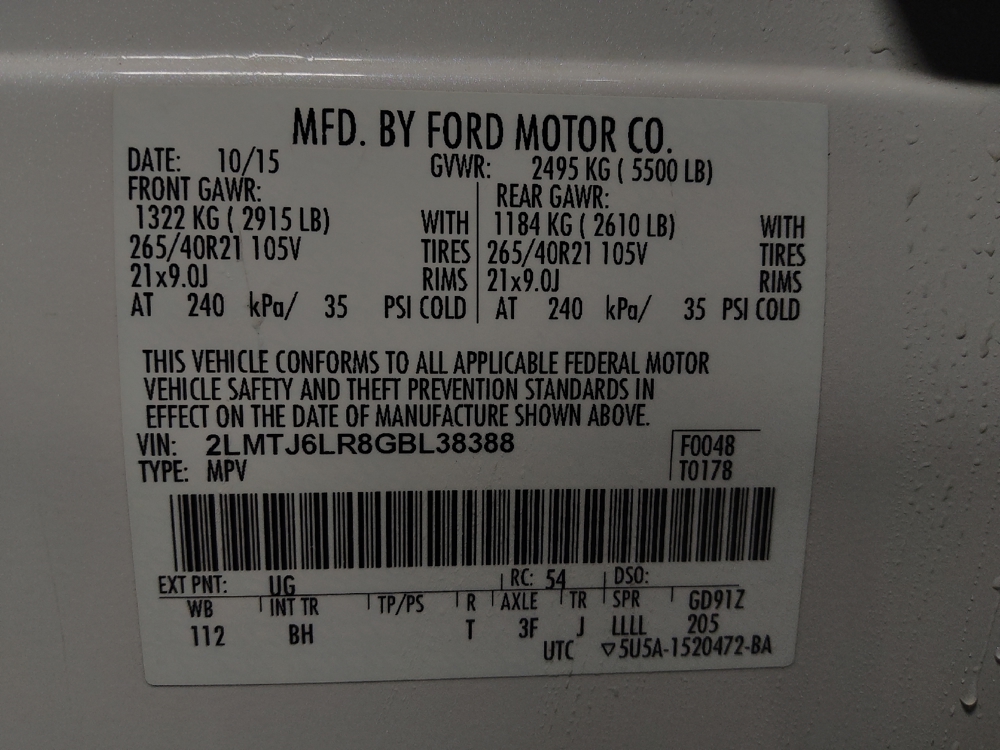 MFD. BY FORD MOTOR CO.
DATE: 10/15 GVWR: 2495 KG ( 5500 LB)
FRONT GAWR: REAR GAWR:
1322 KG ( 2915 LB) WITH 1184 KG ( 2610 LB) WITH
265/40R21 105V TIRES 265/40R21 105V TIRES
21x9.0J RIMS 21x9.0J RIMS
AT 240 kPa/ 35 PSI COLD AT 240 kPa/ 35 PSI COLD
THIS VEHICLE CONFORMS TO ALL APPLICABLE FEDERAL MOTOR
VEHICLE SAFETY AND THEFT PREVENTION STANDARDS IN
EFFECT ON THE DATE OF MANUFACTURE SHOWN ABOVE.
VIN: 2LMTJ6LR8GBL38388 F0048
TYPE: MPV T0178
EXT PNT: UG RC: 54 DSO:
WB INT TR TP/PS R AXLE TR SPR GD91Z
112 BH T 3F J LLLL 205
UTC ▽5U5A-1520472-BA